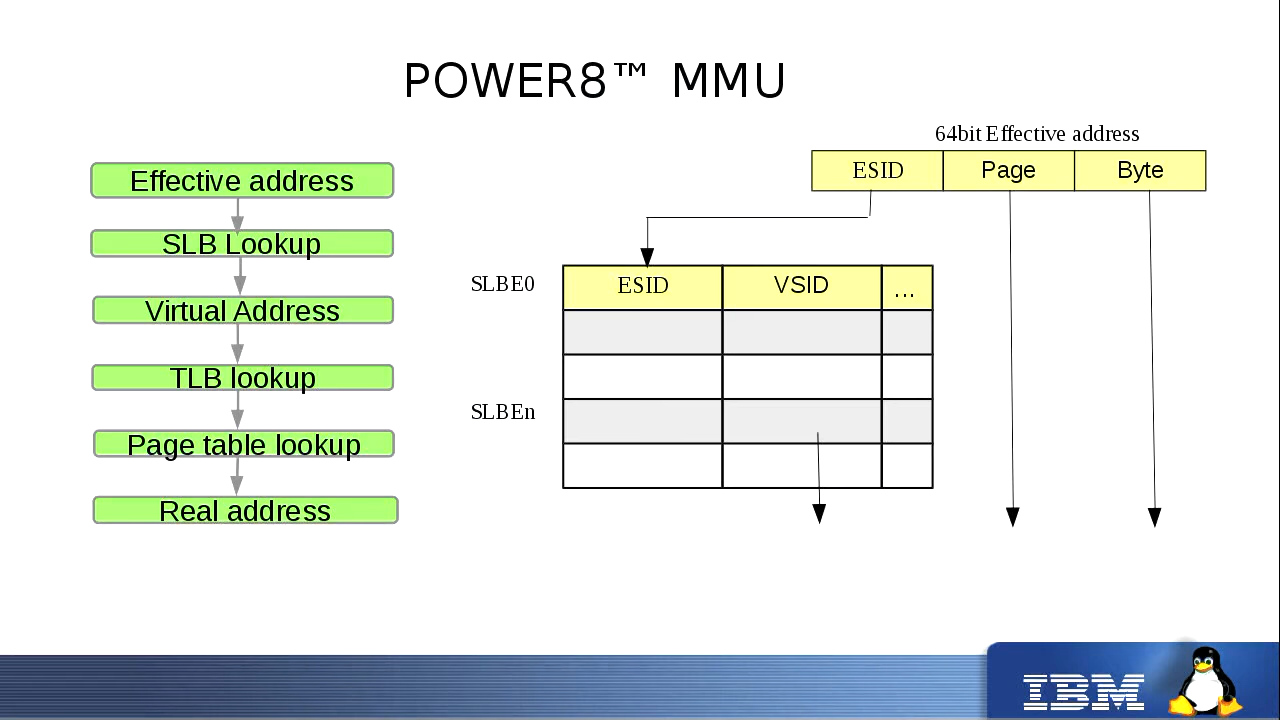 POWER8™ MMU
Effective address
SLB Lookup
Virtual Address
TLB lookup
Page table lookup
Real address
64bit Effective address
ESID Page Byte
SLBE0 ESID VSID ...
SLBEn
IBM